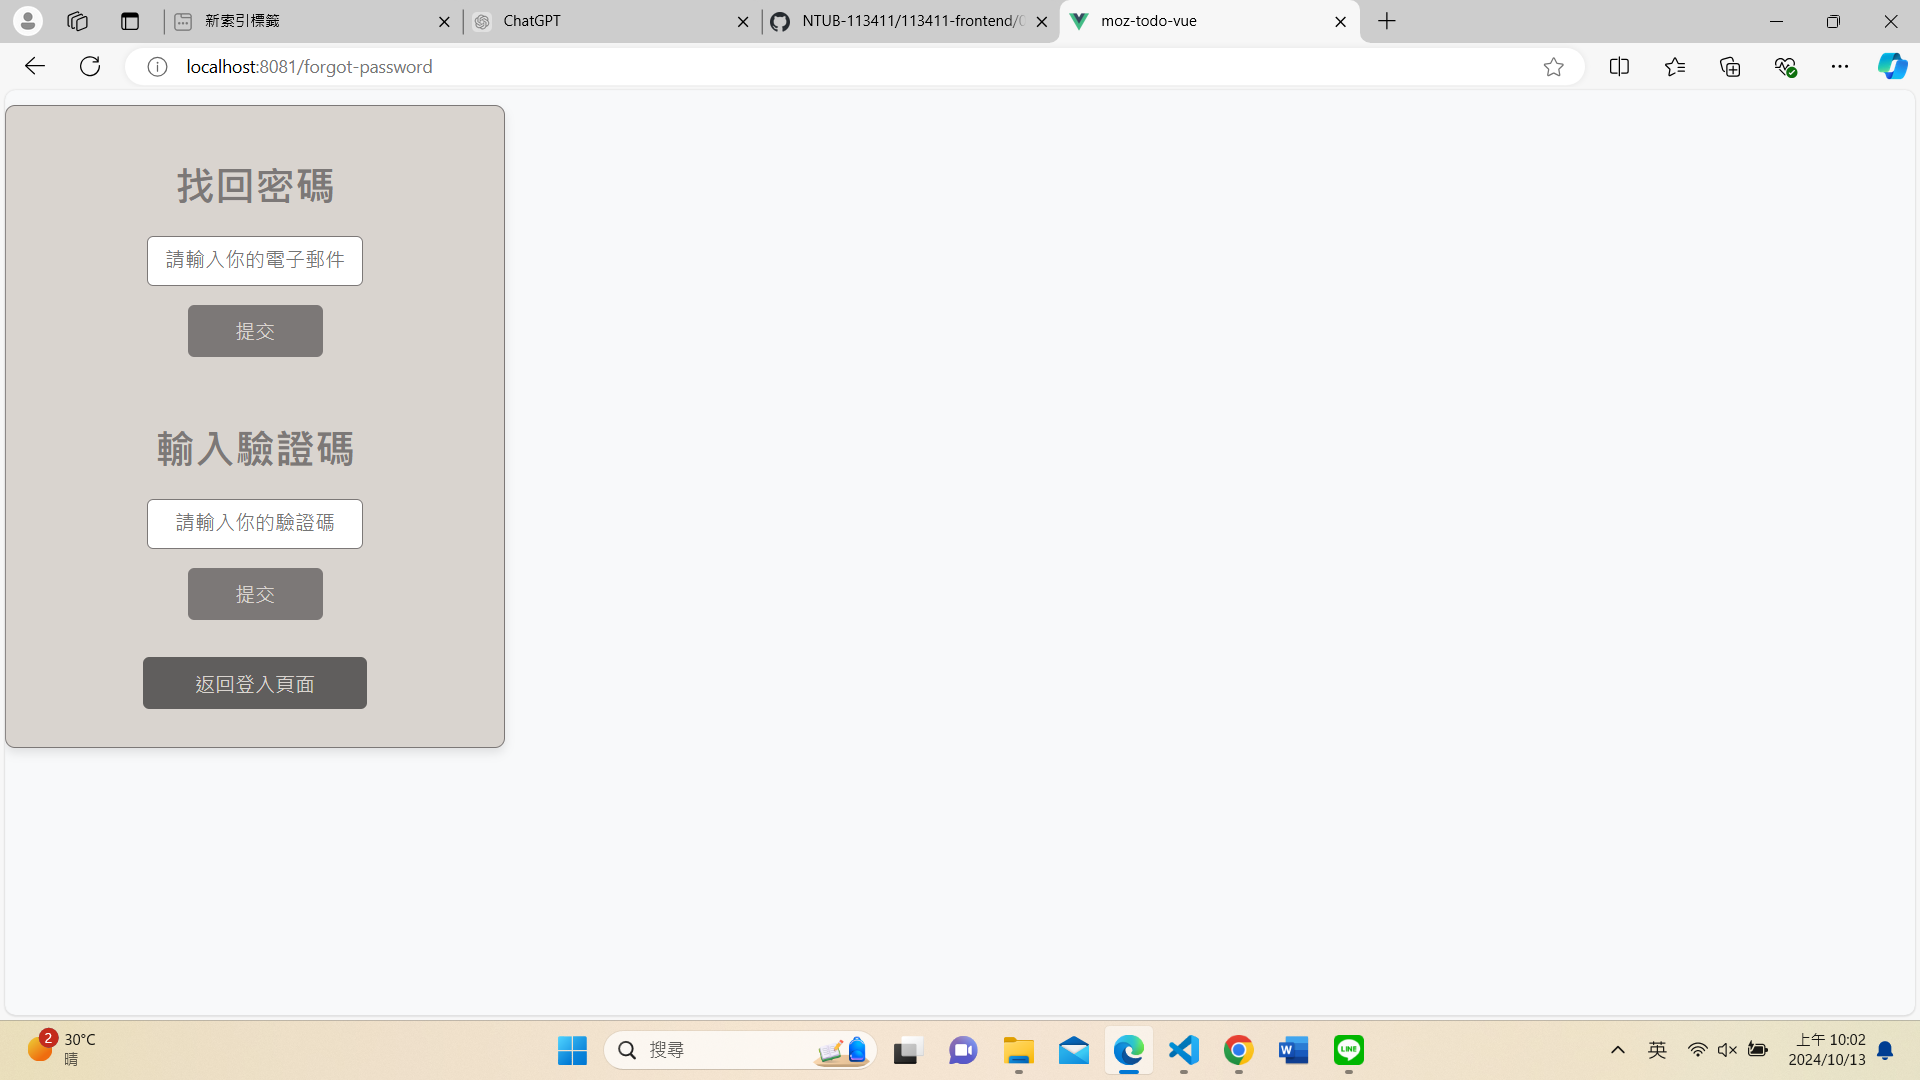 新索引標籤
ChatGPT
NTUB-113411/113411-frontend/
moz-todo-vue
localhost:8081/forgot-password
找回密碼
請輸入你的電子郵件
提交
輸入驗證碼
請輸入你的驗證碼
提交
返回登入頁面
2
30°C
晴
搜尋
W
LINE
英
上午 10:02
2024/10/13